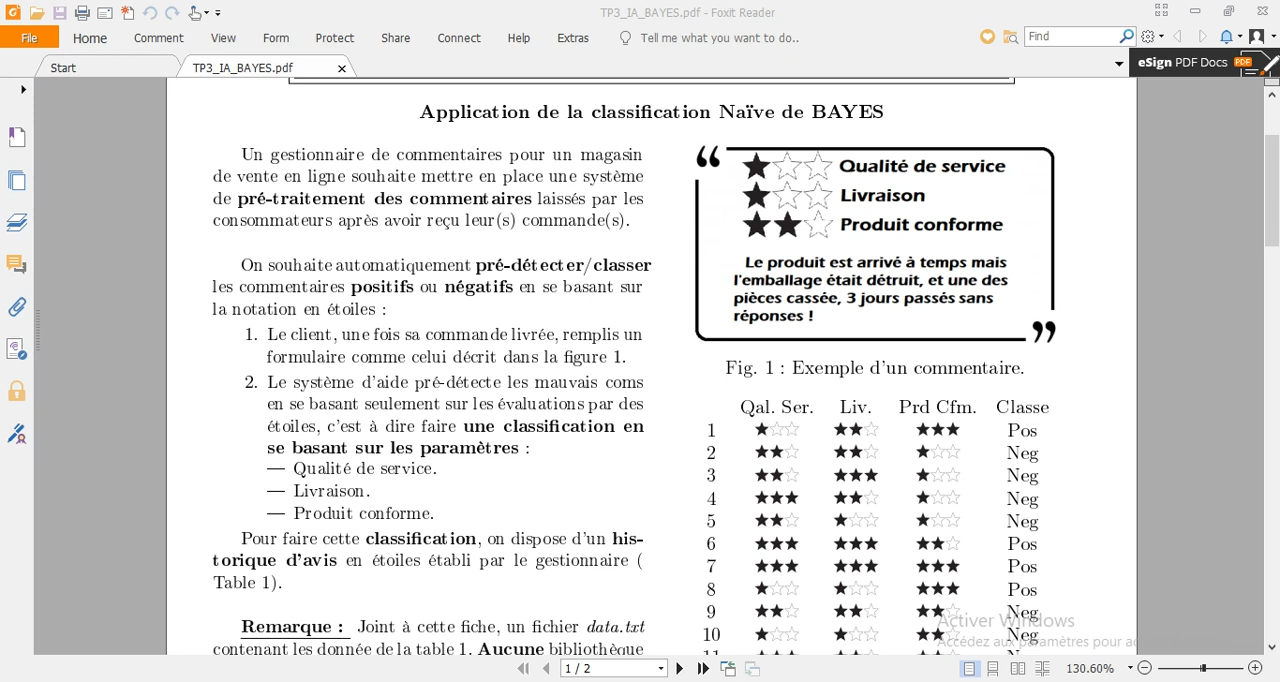 TP3_IA_BAYES.pdf - Foxit Reader
File Home Comment View Form Protect Share Connect Help Extras Tell me what you want to do.. Find
Start TP3_IA_BAYES.pdf x eSign PDF Docs PDF
Application de la classification Naïve de BAYES
Un gestionnaire de commentaires pour un magasin
de vente en ligne souhaite mettre en place une système
de pré-traitement des commentaires laissés par les
consommateurs après avoir reçu leur(s) commande(s).
On souhaite automatiquement pré-détecter/classer
les commentaires positifs ou négatifs en se basant sur
la notation en étoiles :
1. Le client, une fois sa commande livrée, remplis un
formulaire comme celui décrit dans la figure 1.
2. Le système d'aide pré-détecte les mauvais coms
en se basant seulement sur les évaluations par des
étoiles, c'est à dire faire une classification en
se basant sur les paramètres :
— Qualité de service.
— Livraison.
— Produit conforme.
Pour faire cette classification, on dispose d'un his-
torique d'avis en étoiles établi par le gestionnaire (
Table 1).
Remarque : Joint à cette fiche, un fichier data.txt
contenant les donnée de la table 1. Aucune bibliothèque
“ ★☆☆ Qualité de service
★☆☆ Livraison
★★☆ Produit conforme
Le produit est arrivé à temps mais
l'emballage était détruit, et une des
pièces cassée, 3 jours passés sans
réponses !
”
Fig. 1 : Exemple d'un commentaire.
Qal. Ser. Liv. Prd Cfm. Classe
1 ★☆☆ ★★☆ ★★★ Pos
2 ★★☆ ★★☆ ★☆☆ Neg
3 ★★☆ ★★★ ★☆☆ Neg
4 ★★★ ★★☆ ★☆☆ Neg
5 ★★☆ ★☆☆ ★☆☆ Neg
6 ★★★ ★★★ ★★☆ Pos
7 ★★★ ★★★ ★★★ Pos
8 ★☆☆ ★☆☆ ★★★ Pos
9 ★★☆ ★★☆ ★★☆ Neg
10 ★☆☆ ★☆☆ ★★☆ Neg
Activer Windows
Accédez aux paramètres pour
1 / 2 130.60%